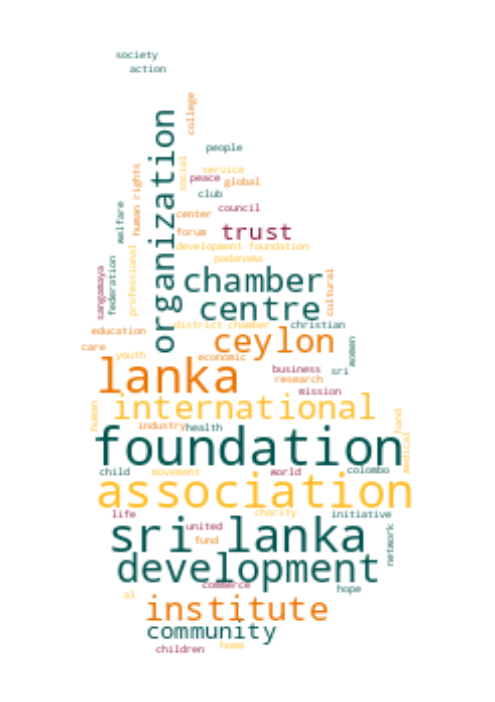 society
action
college
organization
people
social
service
peace
global
human rights
club
welfare
council
center
forum
trust
development foundation
padanama
professional
federation
sangamaya
chamber
cultural
centre
district chamber
christian
education
ceylon
women
care
youth
economic
lanka
business
sri
research
mission
international
human
hand
industry
health
foundation
medical
child
movement
world
colombo
association
life
charity
initiative
united
sri lanka
network
fund
development
commerce
hope
al
institute
community
home
children